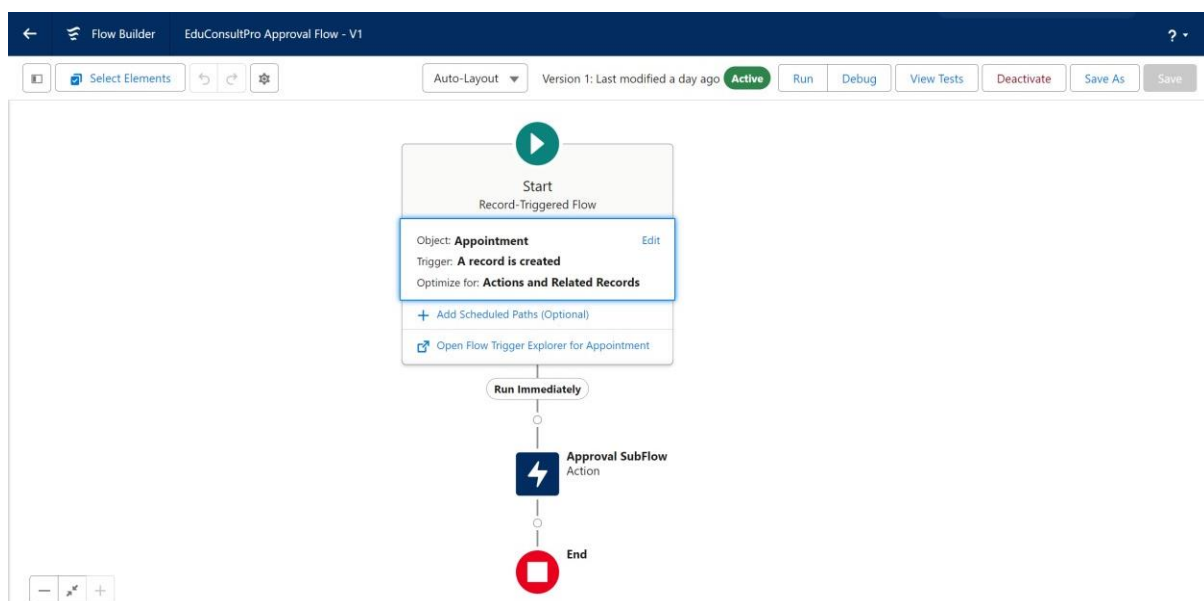 Flow Builder EduConsultPro Approval Flow - V1 ?
Select Elements Auto-Layout Version 1: Last modified a day ago Active Run Debug View Tests Deactivate Save As Save
Start
Record-Triggered Flow
Object: Appointment Edit
Trigger: A record is created
Optimize for: Actions and Related Records
+ Add Scheduled Paths (Optional)
Open Flow Trigger Explorer for Appointment
Run Immediately
Approval SubFlow
Action
End